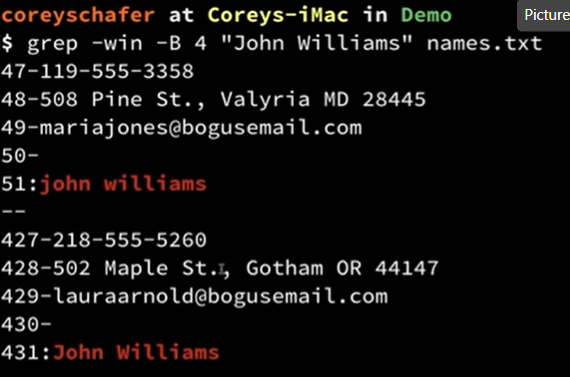 coreyschafer at Coreys-iMac in Demo
Picture
$ grep -win -B 4 "John Williams" names.txt
47-119-555-3358
48-508 Pine St., Valyria MD 28445
49-mariajones@bogusemail.com
50-
51:john williams
--
427-218-555-5260
428-502 Maple St., Gotham OR 44147
429-lauraarnold@bogusemail.com
430-
431:John Williams